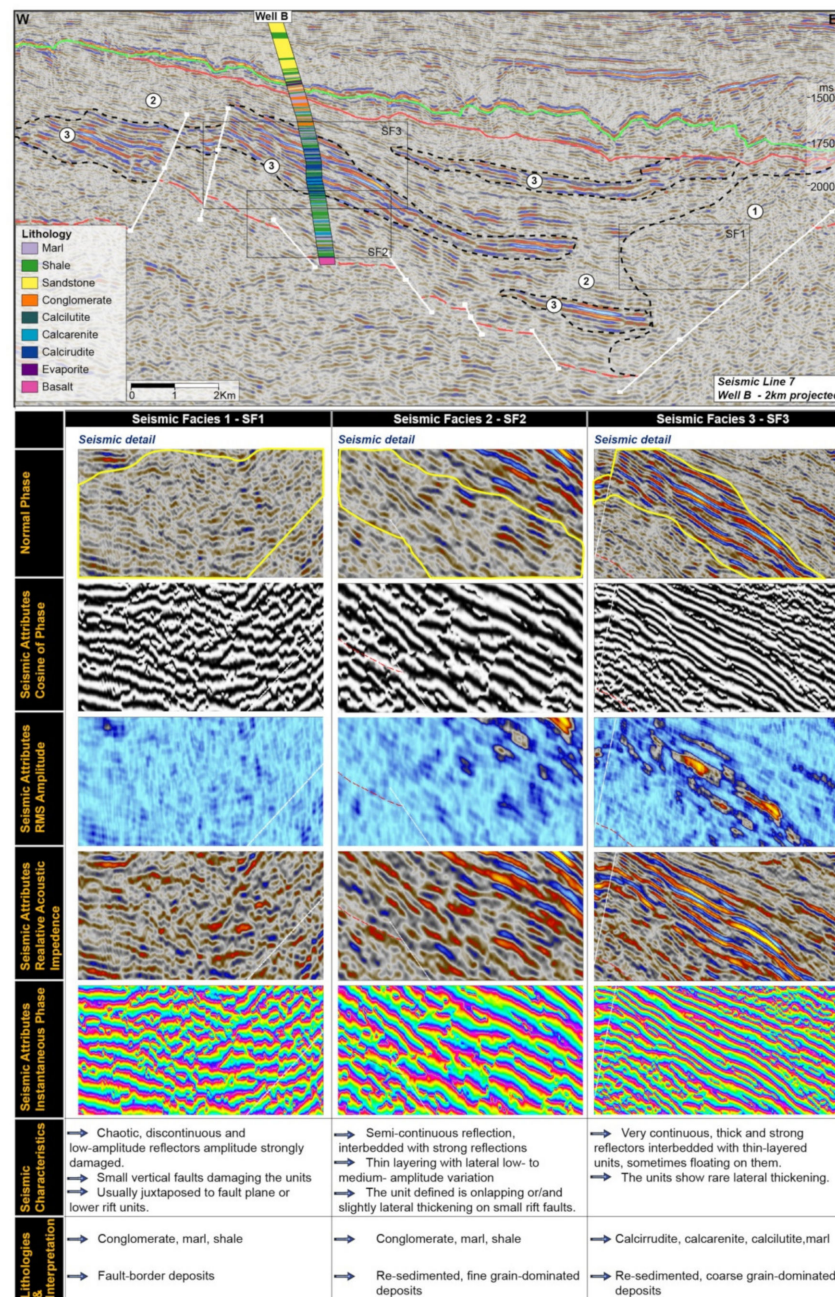 W
Well B
E
ms
1500
1750
2000
2
3
SF3
3
3
1
SF1
SF2
2
3
Lithology
Marl
Shale
Sandstone
Conglomerate
Calcilutite
Calcarenite
Calcirudite
Evaporite
Basalt
0 1 2Km
Seismic Line 7
Well B - 2km projected
Seismic Facies 1 - SF1
Seismic Facies 2 - SF2
Seismic Facies 3 - SF3
Seismic detail
Seismic detail
Seismic detail
Normal Phase
Seismic Attributes
Cosine of Phase
Seismic Attributes
RMS Amplitude
Seismic Attributes
Realative Acoustic
Impedence
Seismic Attributes
Instantaneous Phase
Seismic
Characteristics
Chaotic, discontinuous and
low-amplitude reflectors amplitude strongly
damaged.
Small vertical faults damaging the units
Usually juxtaposed to fault plane or
lower rift units.
Semi-continuous reflection,
interbedded with strong reflections
Thin layering with lateral low- to
medium- amplitude variation
The unit defined is onlapping or/and
slightly lateral thickening on small rift faults.
Very continuous, thick and strong
reflectors interbedded with thin-layered
units, sometimes floating on them.
The units show rare lateral thickening.
Lithologies
&
Interpretation
Conglomerate, marl, shale
Fault-border deposits
Conglomerate, marl, shale
Re-sedimented, fine grain-dominated
deposits
Calcirrudite, calcarenite, calcilutite,marl
Re-sedimented, coarse grain-dominated
deposits